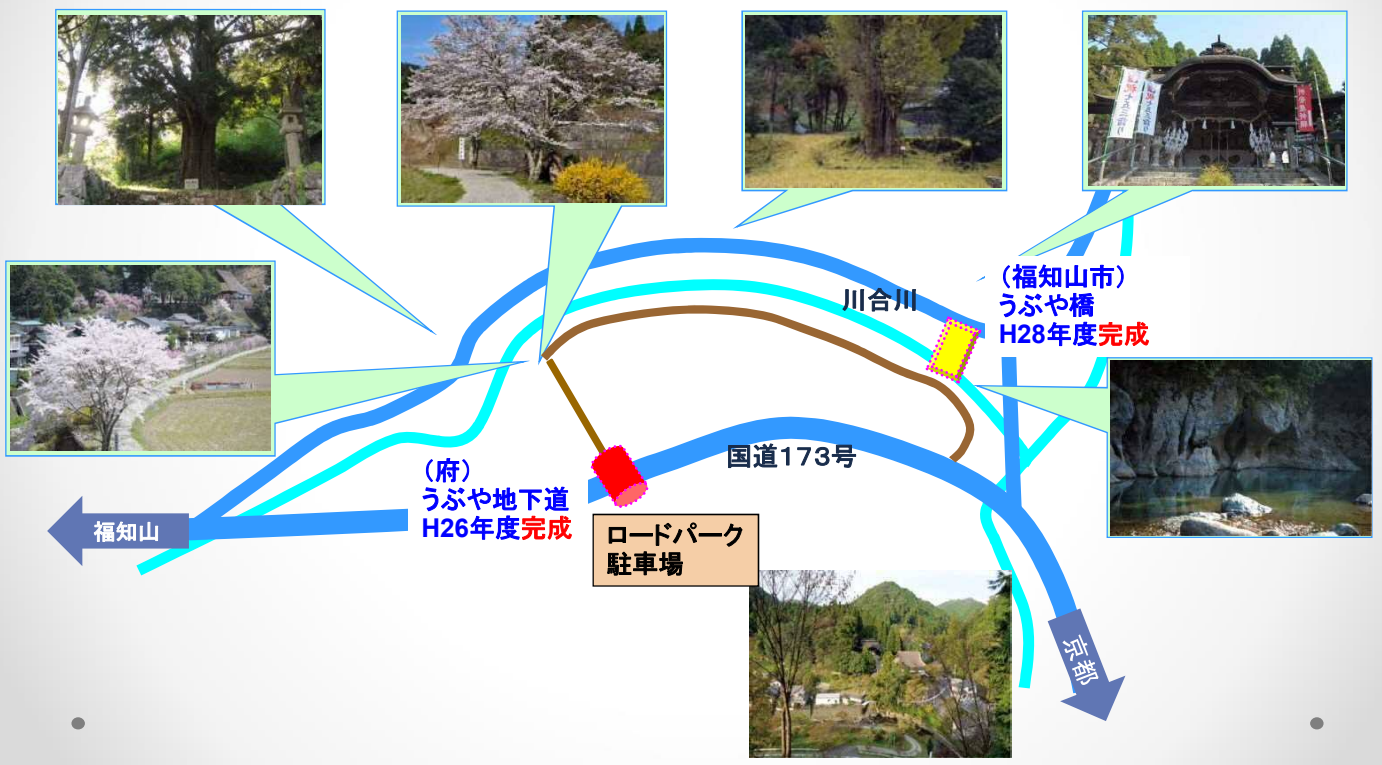 川合川
（福知山市）
うぶや橋
H28年度完成
国道173号
（府）
うぶや地下道
H26年度完成
福知山
ロードパーク
駐車場
京都